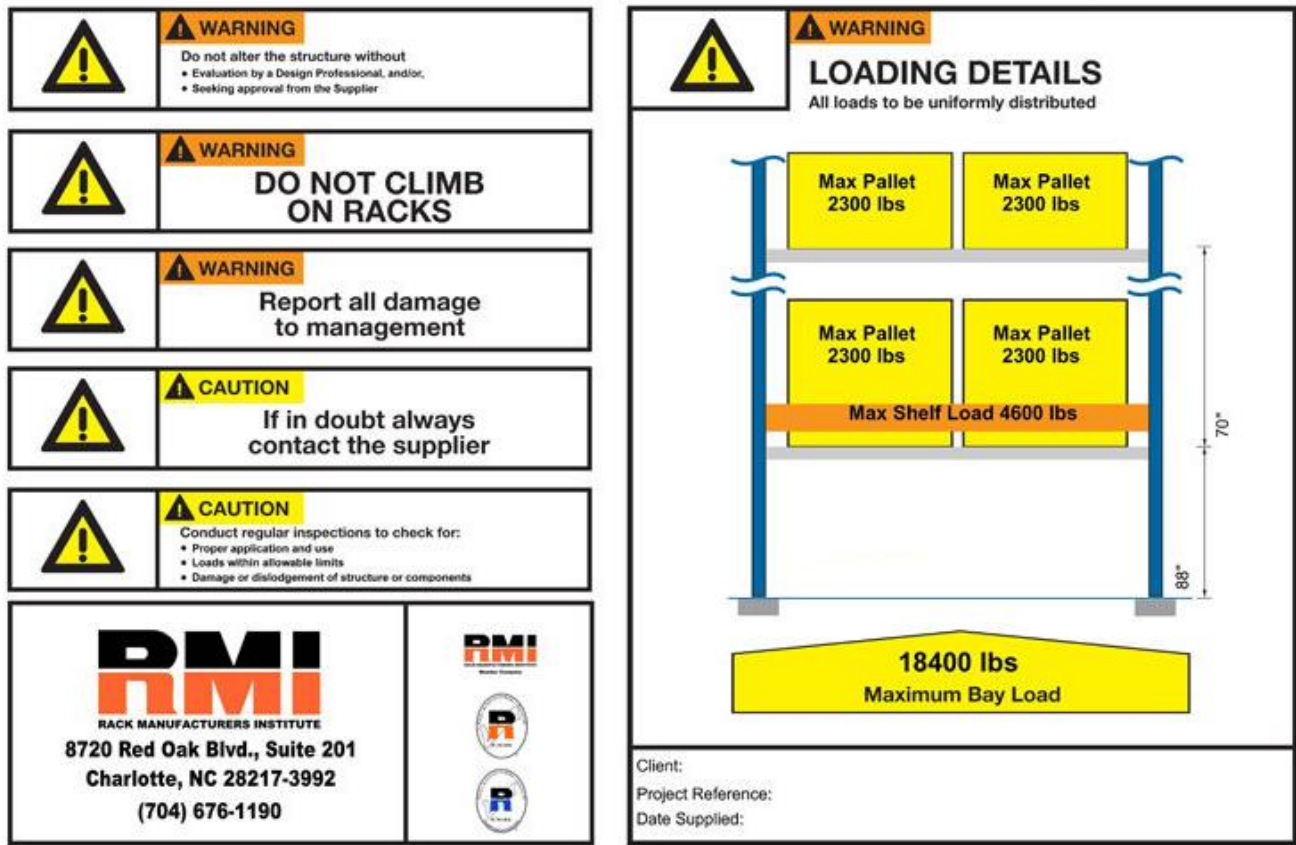 WARNING
Do not alter the structure without
• Evaluation by a Design Professional, and/or,
• Seeking approval from the Supplier
WARNING
DO NOT CLIMB
ON RACKS
WARNING
Report all damage
to management
CAUTION
If in doubt always
contact the supplier
CAUTION
Conduct regular inspections to check for:
• Proper application and use
• Loads within allowable limits
• Damage or dislodgement of structure or components
RMI
RACK MANUFACTURERS INSTITUTE
8720 Red Oak Blvd., Suite 201
Charlotte, NC 28217-3992
(704) 676-1190
RMI
RACK MANUFACTURERS INSTITUTE
Member Company
R
R
WARNING
LOADING DETAILS
All loads to be uniformly distributed
Max Pallet
2300 lbs
Max Pallet
2300 lbs
Max Pallet
2300 lbs
Max Pallet
2300 lbs
Max Shelf Load 4600 lbs
70"
88"
18400 lbs
Maximum Bay Load
Client:
Project Reference:
Date Supplied: